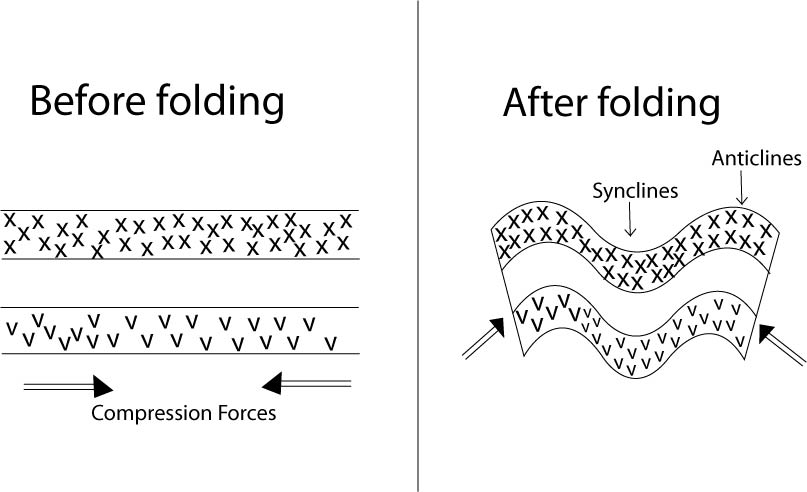 Before folding
Compression Forces
After folding
Anticlines
Synclines